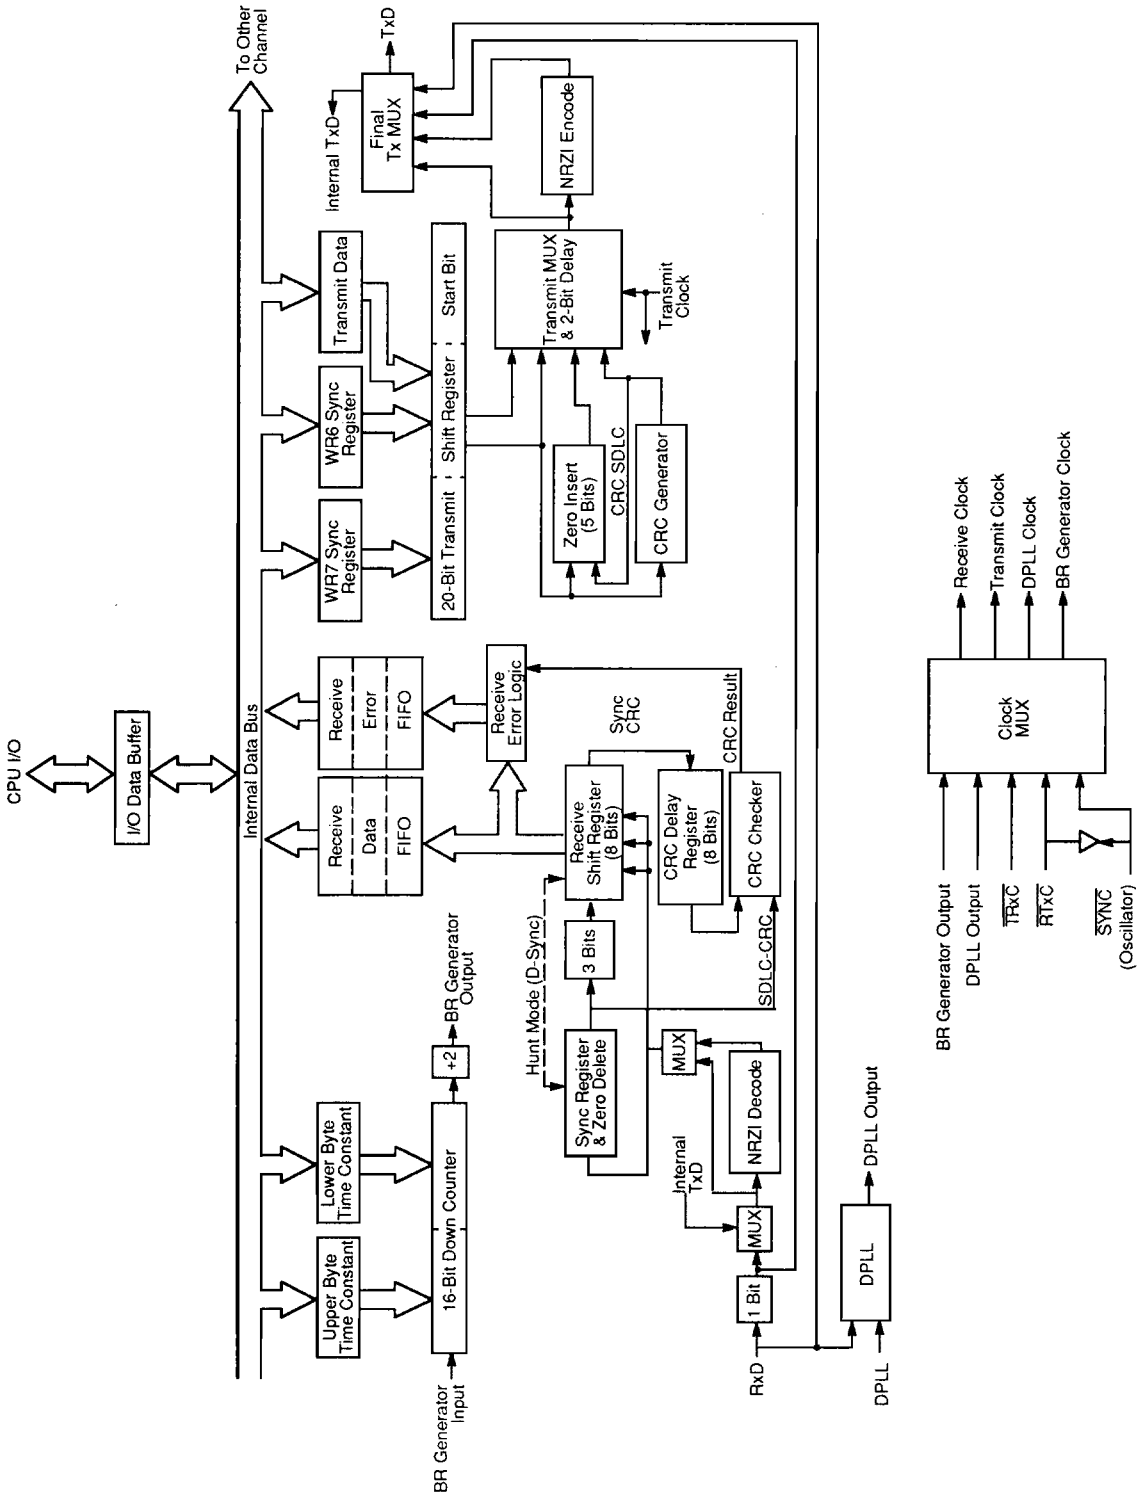 CPU I/O
I/O Data Buffer
Internal Data Bus
To Other
Channel
Upper Byte
Time Constant
Lower Byte
Time Constant
16-Bit Down Counter
BR Generator
Input
+2
BR Generator
Output
Receive
Data
FIFO
Receive
Error
FIFO
Receive
Error Logic
WR7 Sync
Register
WR6 Sync
Register
Transmit Data
20-Bit Transmit
Shift Register
Start Bit
Internal TxD
Final
Tx MUX
TxD
NRZI Encode
Transmit MUX
& 2-Bit Delay
Transmit
Clock
Zero Insert
(5 Bits)
CRC SDLC
CRC Generator
Hunt Mode (D-Sync)
Sync Register
& Zero Delete
3 Bits
Receive
Shift Register
(8 Bits)
Sync
CRC
CRC Delay
Register
(8 Bits)
CRC Result
CRC Checker
SDLC-CRC
MUX
Internal
TxD
NRZI Decode
MUX
1 Bit
RxD
DPLL
DPLL
DPLL Output
BR Generator Output
DPLL Output
TRxC
RTxC
SYNC
(Oscillator)
Clock
MUX
Receive Clock
Transmit Clock
DPLL Clock
BR Generator Clock